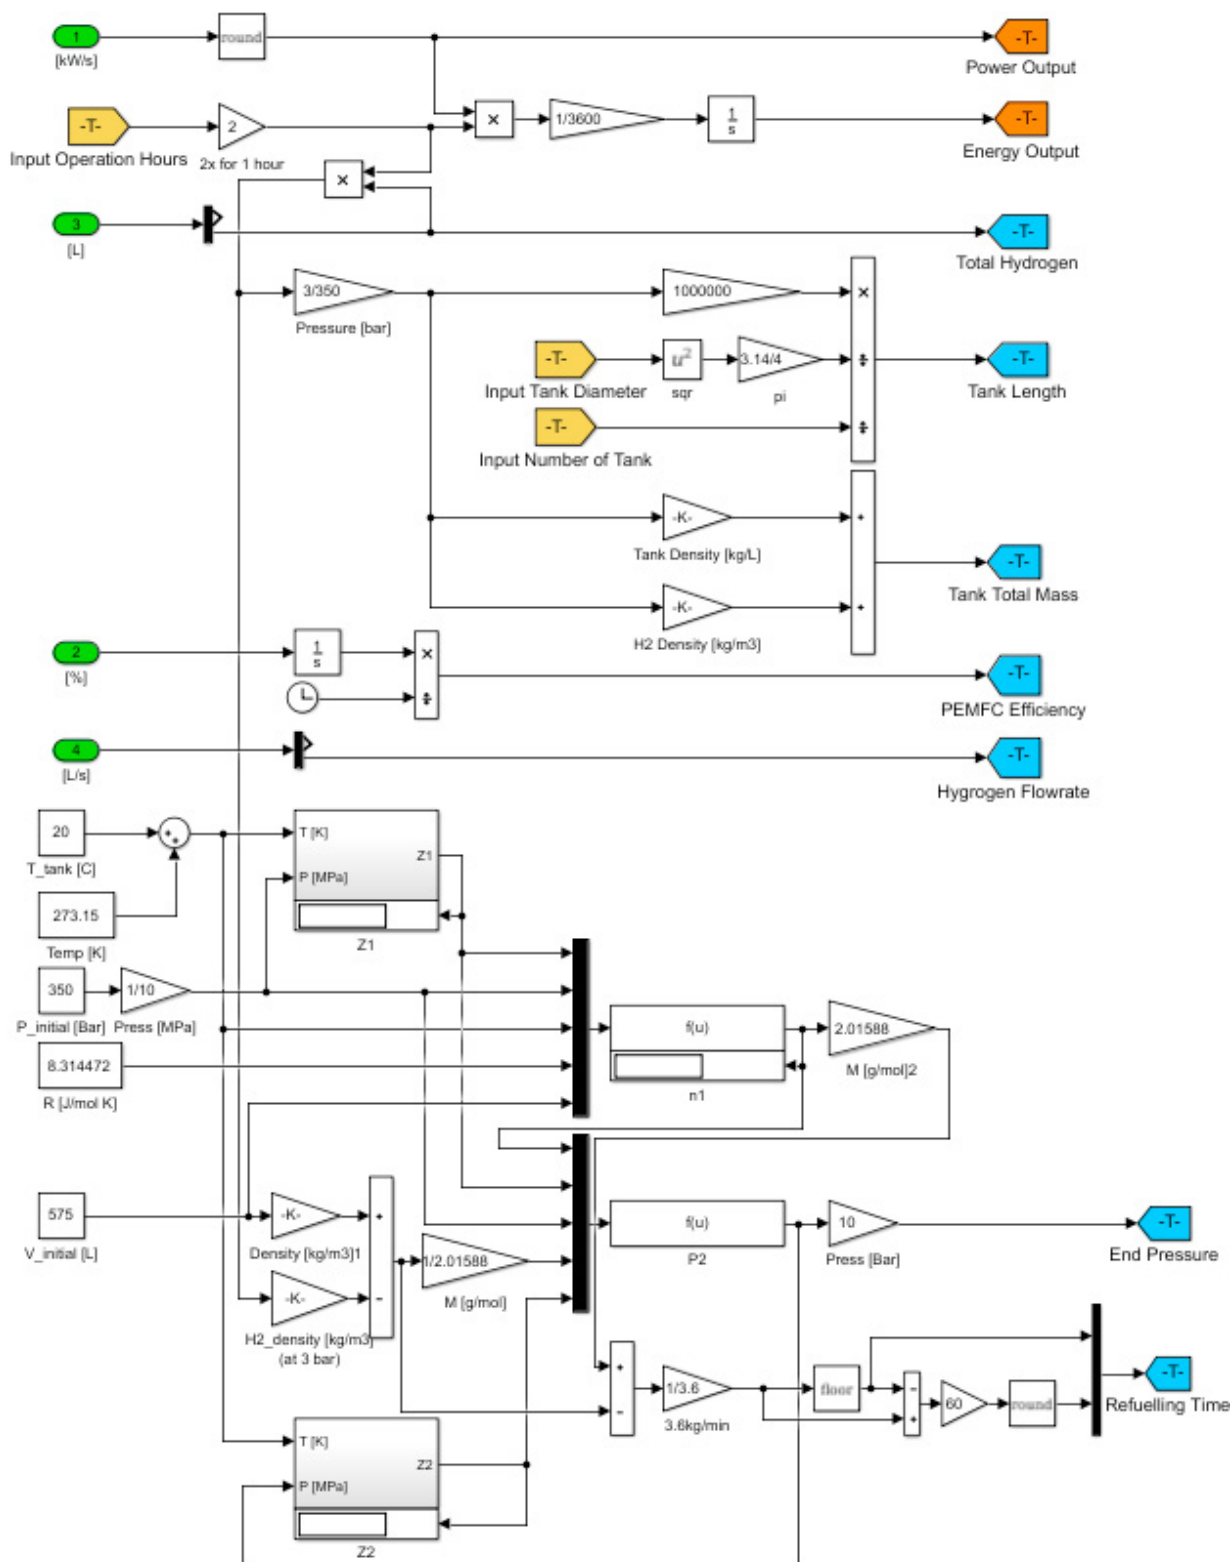 1
round
-T-
[kW/s]
Power Output
-T-
2
×
1/3600
1
s
-T-
Input Operation Hours
2x for 1 hour
Energy Output
×
3
-T-
[L]
Total Hydrogen
3/350
1000000
×
Pressure [bar]
-T-
u²
3.14/4
÷
-T-
Input Tank Diameter
sqr
pi
Tank Length
-T-
÷
Input Number of Tank
-K-
+
Tank Density [kg/L]
-T-
Tank Total Mass
-K-
+
H2 Density [kg/m3]
2
1
s
×
[%]
-T-
÷
PEMFC Efficiency
4
-T-
[L/s]
Hygrogen Flowrate
20
+
+
T [K]
Z1
T_tank [C]
P [MPa]
273.15
Temp [K]
Z1
350
1/10
P_initial [Bar]
Press [MPa]
f(u)
2.01588
8.314472
M [g/mol]2
R [J/mol K]
n1
575
-K-
+
f(u)
10
-T-
V_initial [L]
Density [kg/m3]1
P2
Press [Bar]
End Pressure
1/2.01588
-K-
-
M [g/mol]
H2_density [kg/m3]
(at 3 bar)
+
1/3.6
floor
-
60
round
-T-
-
+
3.6kg/min
Refuelling Time
T [K]
Z2
P [MPa]
Z2